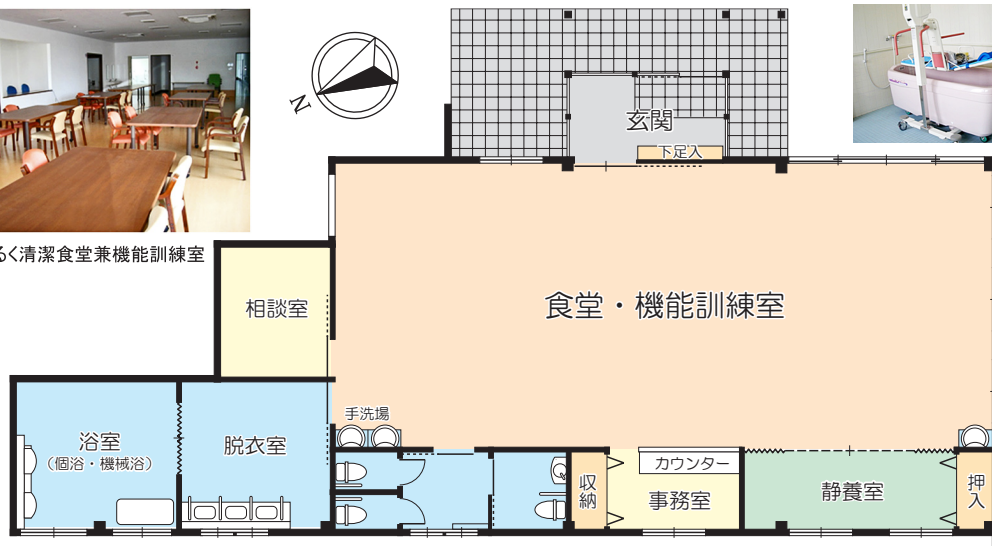 N
玄関
下足入
るく清潔食堂兼機能訓練室
相談室
食堂・機能訓練室
手洗場
浴室
（個浴・機械浴）
脱衣室
収納
カウンター
事務室
静養室
押入